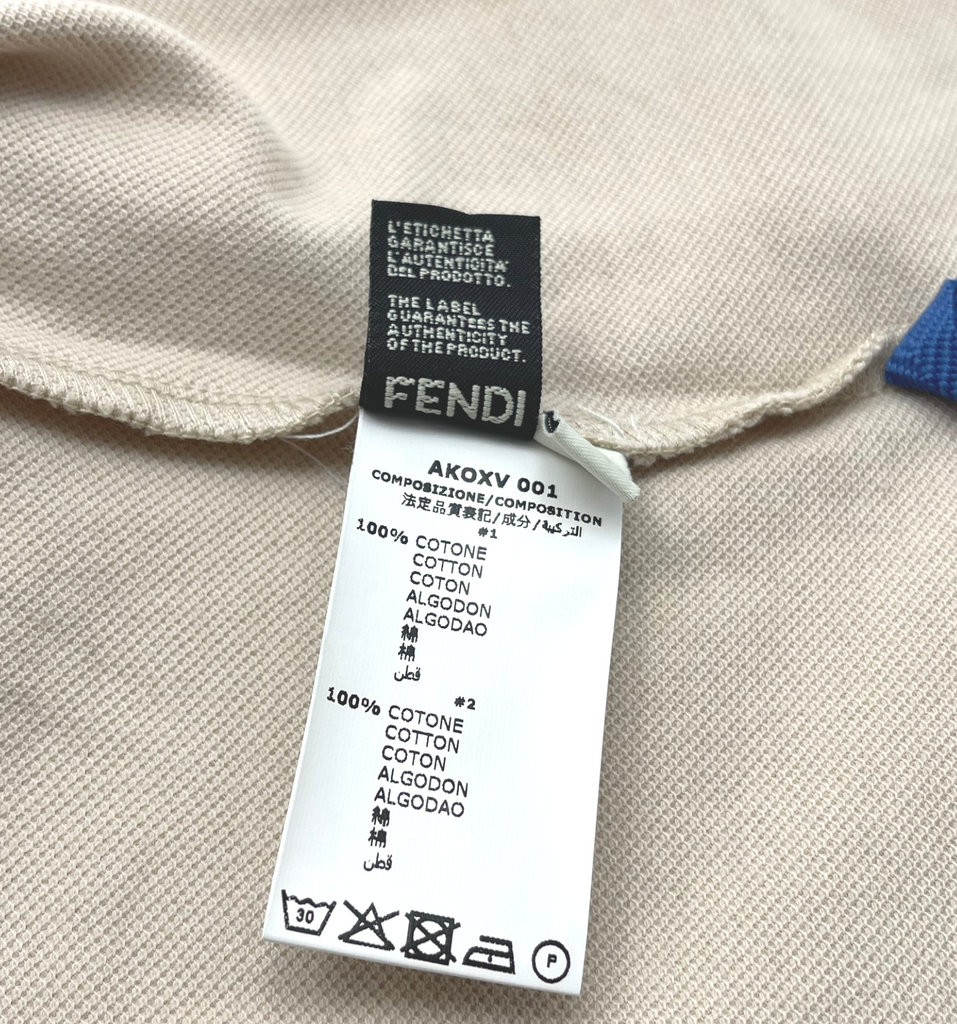 L'ETICHETTA
GARANTISCE
L'AUTENTICITA'
DEL PRODOTTO.
THE LABEL
GUARANTEES THE
AUTHENTICITY
OF THE PRODUCT.
FENDI
AKOXV 001
COMPOSIZIONE/COMPOSITION
法定品質表記/成分/التركيبة
#1
100% COTONE
COTTON
COTON
ALGODON
ALGODAO
綿
棉
قطن
#2
100% COTONE
COTTON
COTON
ALGODON
ALGODAO
綿
棉
قطن
30
P